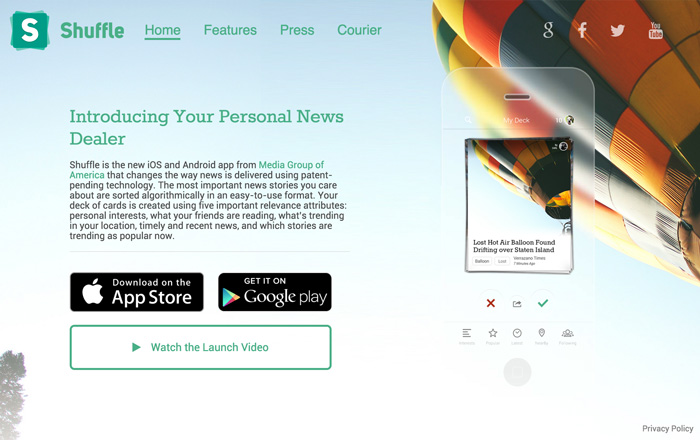 S Shuffle Home Features Press Courier
g f You Tube
Introducing Your Personal News
Dealer
Shuffle is the new iOS and Android app from Media Group of
America that changes the way news is delivered using patent-
pending technology. The most important news stories you care
about are sorted algorithmically in an easy-to-use format. Your
deck of cards is created using five important relevance attributes:
personal interests, what your friends are reading, what's trending
in your location, timely and recent news, and which stories are
trending as popular now.
Download on the
App Store
GET IT ON
Google play
Watch the Launch Video
My Deck
Lost Hot Air Balloon Found
Drifting over Staten Island
Balloon Lost Verrazano Times
7 Minutes Ago
Interests Popular Latest Nearby Following
Privacy Policy